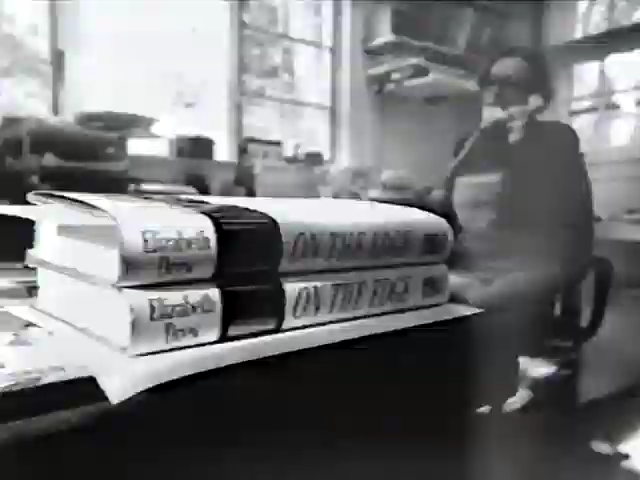 Elizabeth
Drew
ON THE EDGE
Elizabeth
Drew
ON THE EDGE